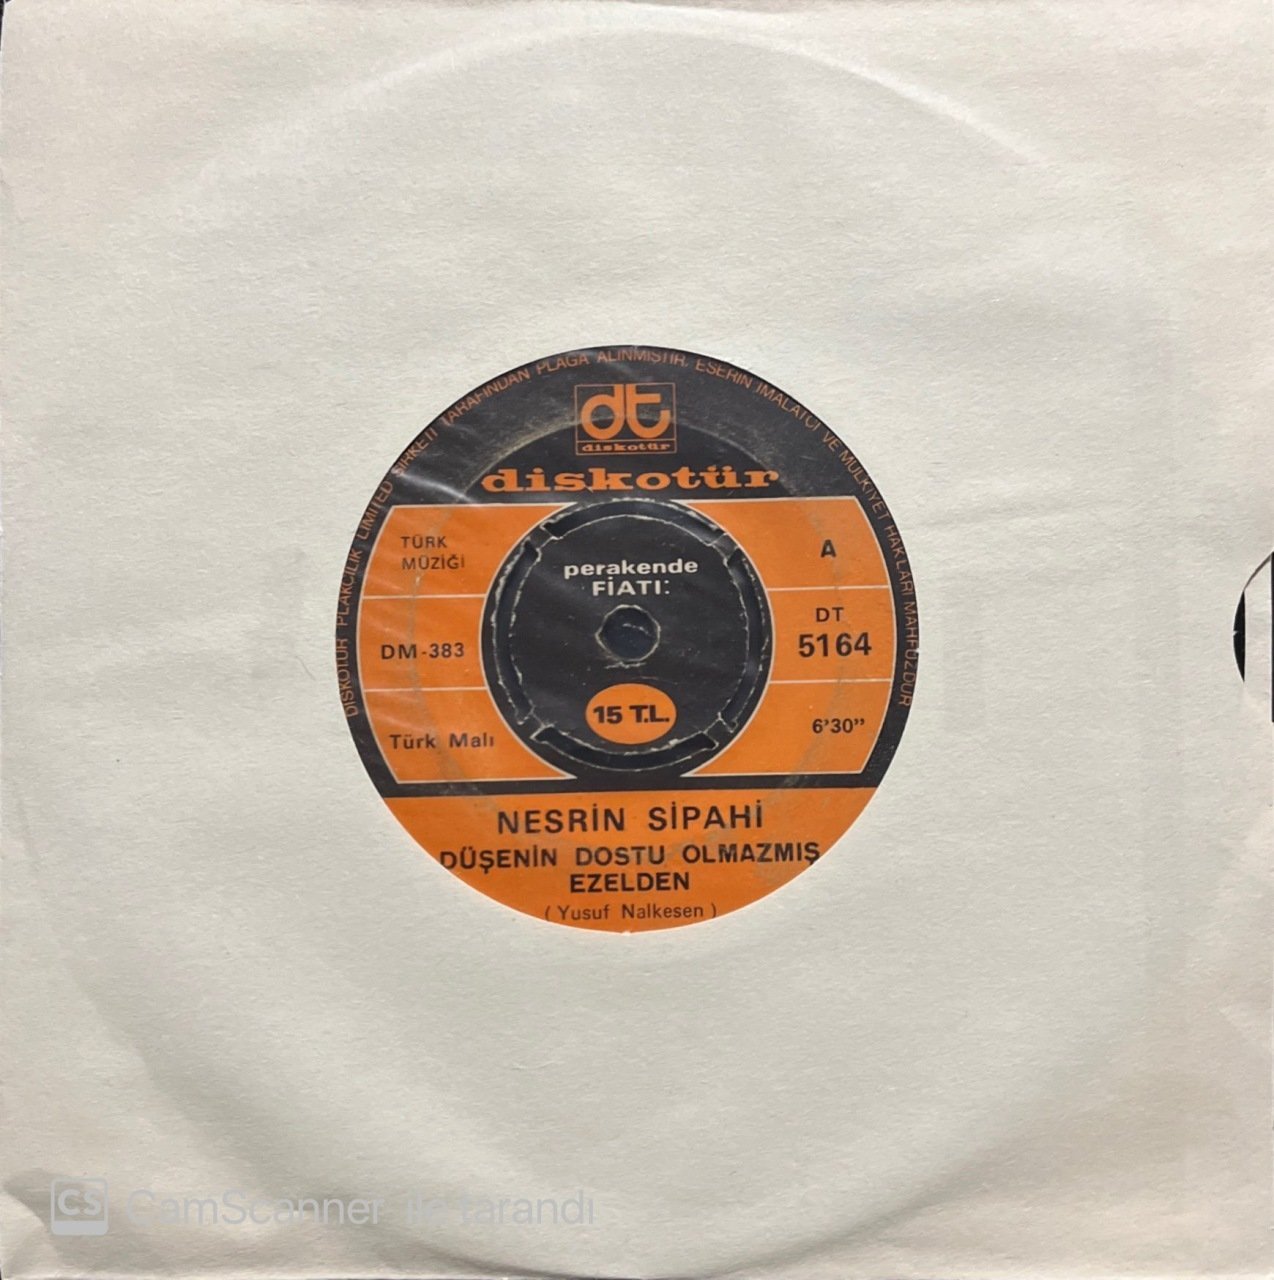 DİSKOTÜR PLAKÇILIK LİMİTED ŞİRKETİ TARAFINDAN PLAĞA ALINMIŞTIR. ESERİN İMALATÇI VE MÜLKİYET HAKLARI MAHFUZDUR
dt
diskotür
diskotür
TÜRK
MÜZİĞİ
A
perakende
FİATI:
DM-383
DT
5164
15 T.L.
Türk Malı
6'30"
NESRİN SİPAHİ
DÜŞENİN DOSTU OLMAZMIŞ
EZELDEN
(Yusuf Nalkesen)
CS CamScanner ile tarandı